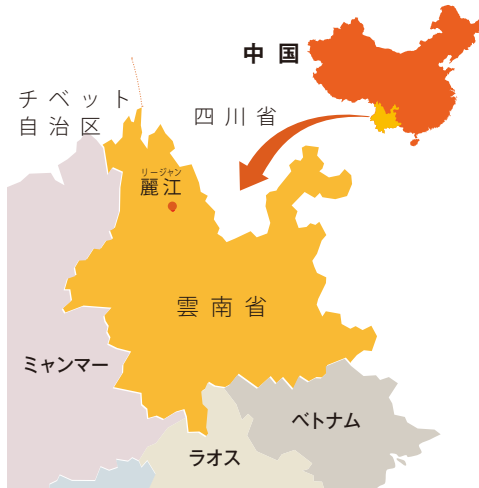 中国
チベット
自治区
四川省
リージャン
麗江
雲南省
ミャンマー
ベトナム
ラオス